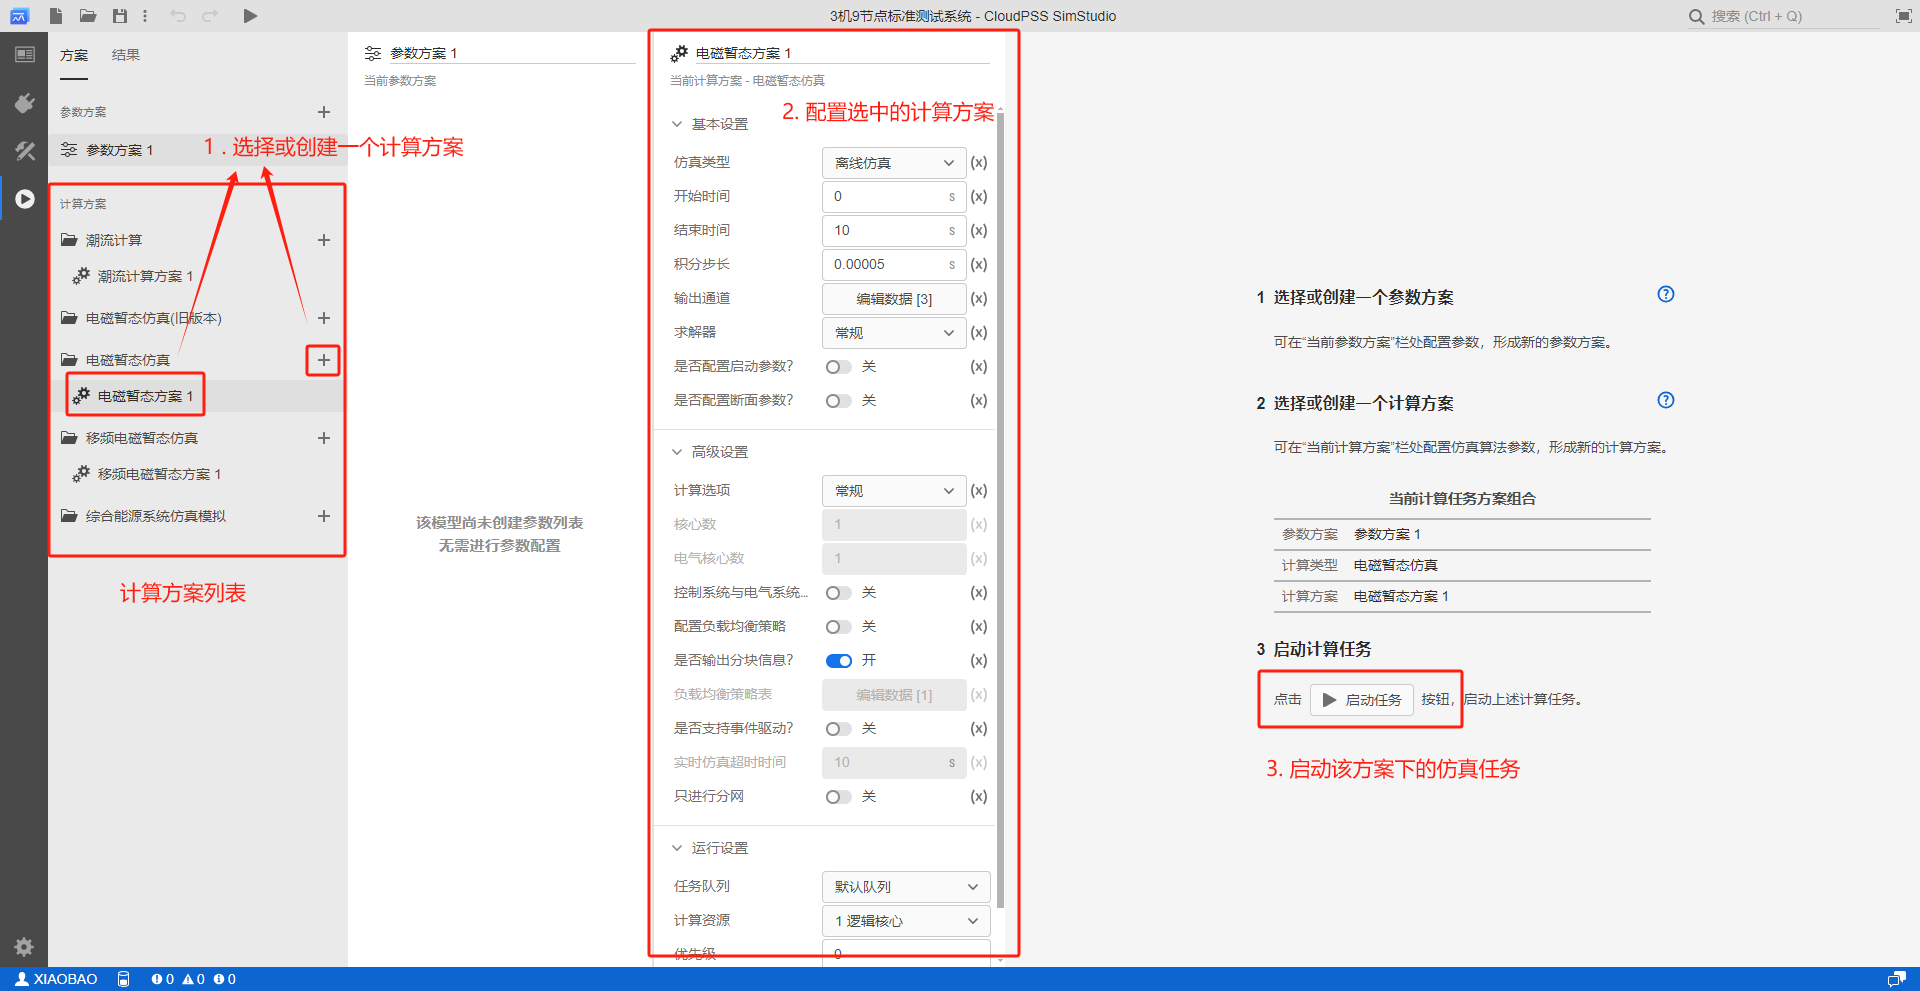 3机9节点标准测试系统 - CloudPSS SimStudio
搜索 (Ctrl + Q)
方案
结果
参数方案
参数方案 1
1 . 选择或创建一个计算方案
计算方案
潮流计算
潮流计算方案 1
电磁暂态仿真(旧版本)
电磁暂态仿真
电磁暂态方案 1
移频电磁暂态仿真
移频电磁暂态方案 1
综合能源系统仿真模拟
计算方案列表
参数方案 1
当前参数方案
该模型尚未创建参数列表
无需进行参数配置
电磁暂态方案 1
当前计算方案 - 电磁暂态仿真
2. 配置选中的计算方案
基本设置
仿真类型 离线仿真 (x)
开始时间 0 s (x)
结束时间 10 s (x)
积分步长 0.00005 s (x)
输出通道 编辑数据 [3] (x)
求解器 常规 (x)
是否配置启动参数? 关 (x)
是否配置断面参数? 关 (x)
高级设置
计算选项 常规 (x)
核心数 1 (x)
电气核心数 1 (x)
控制系统与电气系统... 关 (x)
配置负载均衡策略 关 (x)
是否输出分块信息? 开 (x)
负载均衡策略表 编辑数据 [1] (x)
是否支持事件驱动? 关 (x)
实时仿真超时时间 10 s (x)
只进行分网 关 (x)
运行设置
任务队列 默认队列
计算资源 1 逻辑核心
优先级 0
1 选择或创建一个参数方案
可在“当前参数方案”栏处配置参数，形成新的参数方案。
2 选择或创建一个计算方案
可在“当前计算方案”栏处配置仿真算法参数，形成新的计算方案。
当前计算任务方案组合
参数方案 参数方案 1
计算类型 电磁暂态仿真
计算方案 电磁暂态方案 1
3 启动计算任务
点击 启动任务 按钮，启动上述计算任务。
3. 启动该方案下的仿真任务
XIAOBAO 0 0 0